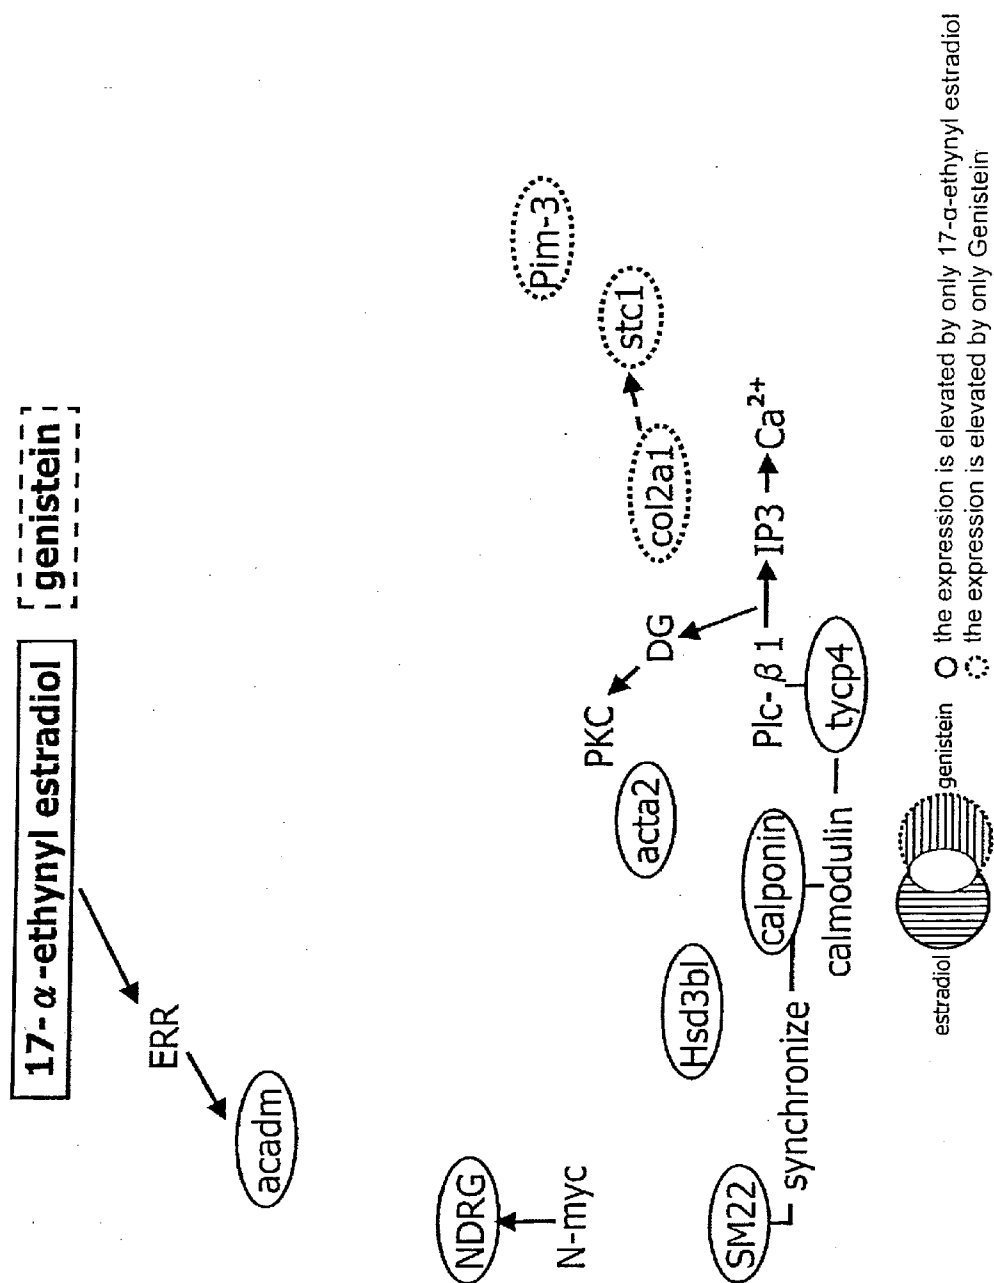 17-α-ethynyl estradiol
genistein
ERR
acadm
NDRG
N-myc
Pim-3
stc1
col2a1
PKC
DG
acta2
Hsd3bl
Plc-β1
IP3
Ca2+
tycp4
calponin
calmodulin
synchronize
SM22
estradiol
genistein
the expression is elevated by only 17-α-ethynyl estradiol
the expression is elevated by only Genistein